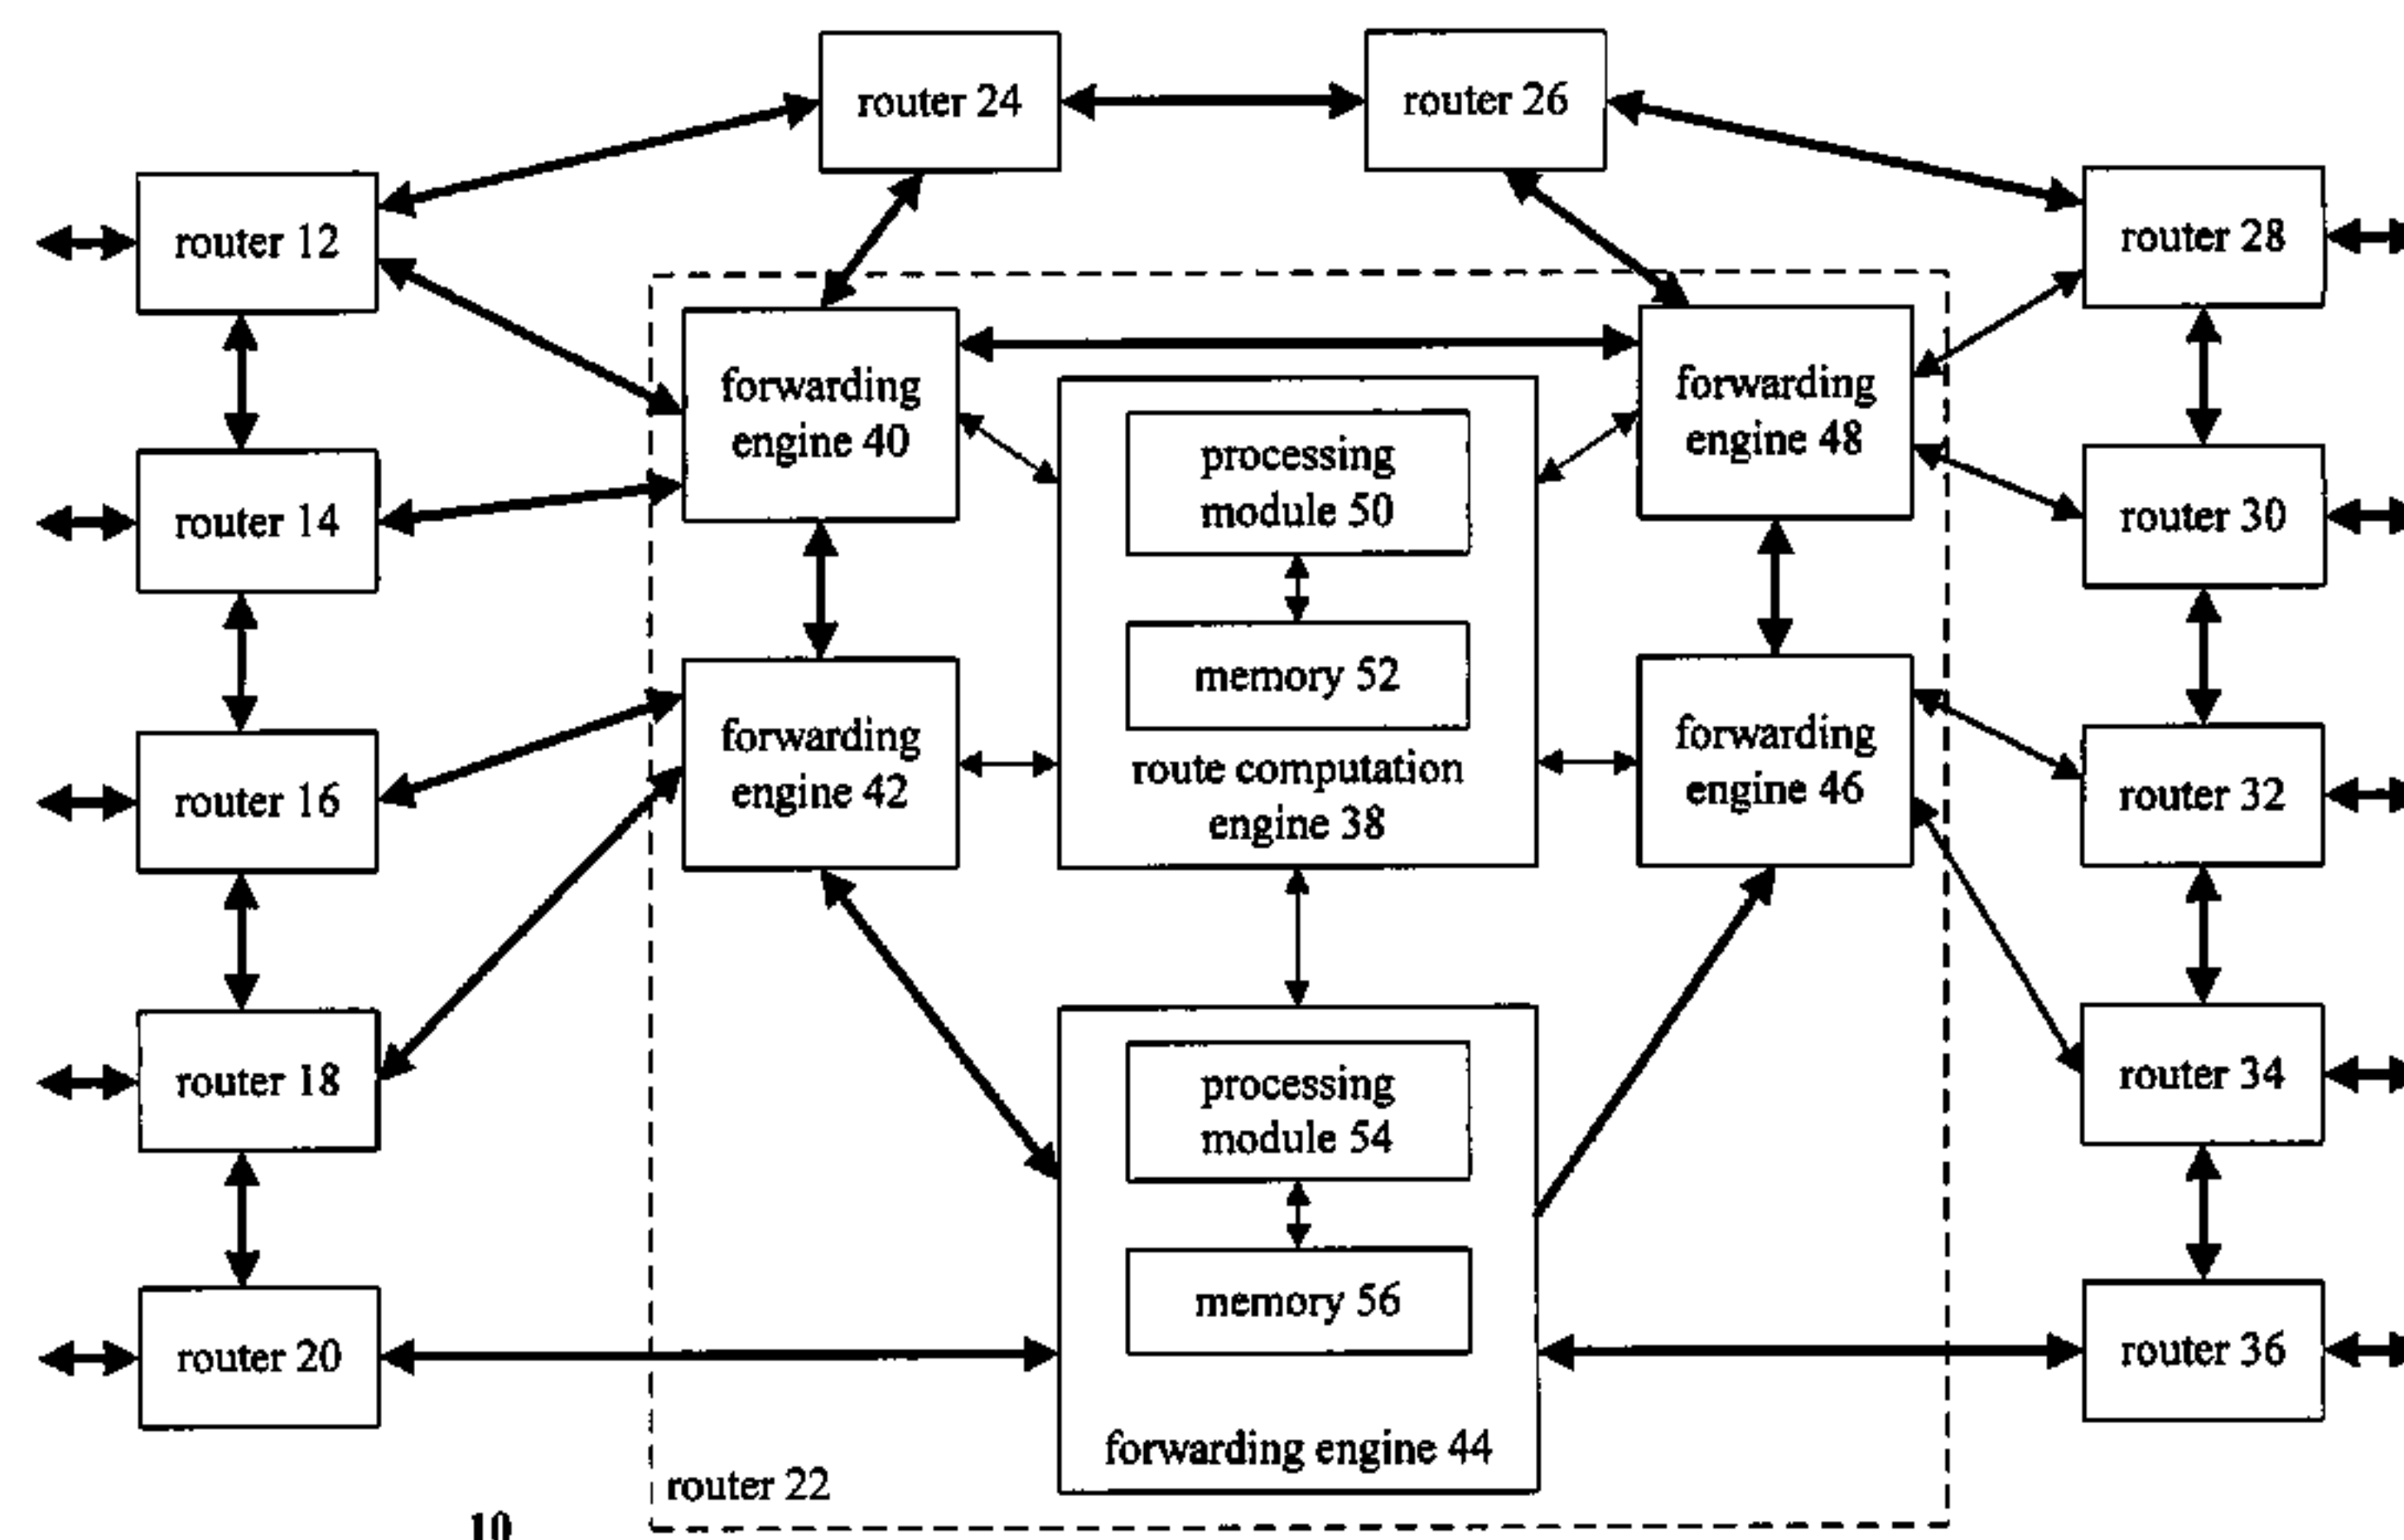 router 24
router 26
router 12
router 28
forwarding
engine 40
forwarding
engine 48
processing
module 50
router 14
router 30
memory 52
forwarding
engine 42
route computation
engine 38
forwarding
engine 46
router 16
router 32
router 18
processing
module 54
router 34
memory 56
router 20
router 36
forwarding engine 44
router 22
10